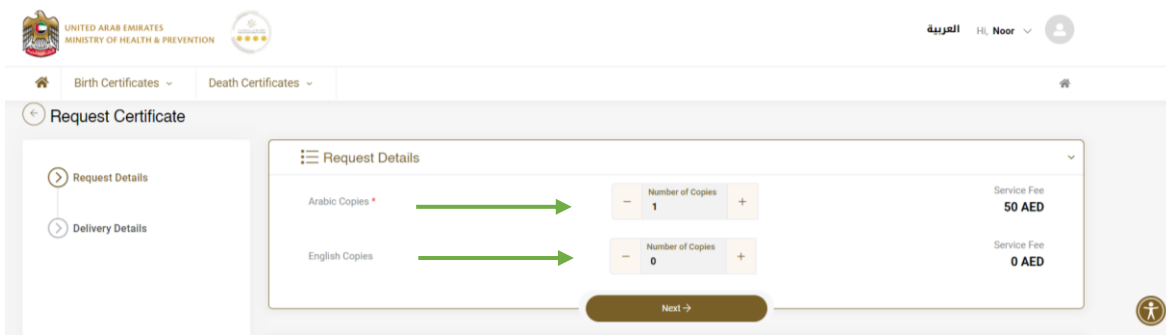 UNITED ARAB EMIRATES
MINISTRY OF HEALTH & PREVENTION
العربية Hi, Noor
Birth Certificates Death Certificates
Request Certificate
Request Details
Delivery Details
Request Details
Arabic Copies * Number of Copies Service Fee
1 50 AED
English Copies Number of Copies Service Fee
0 0 AED
Next →